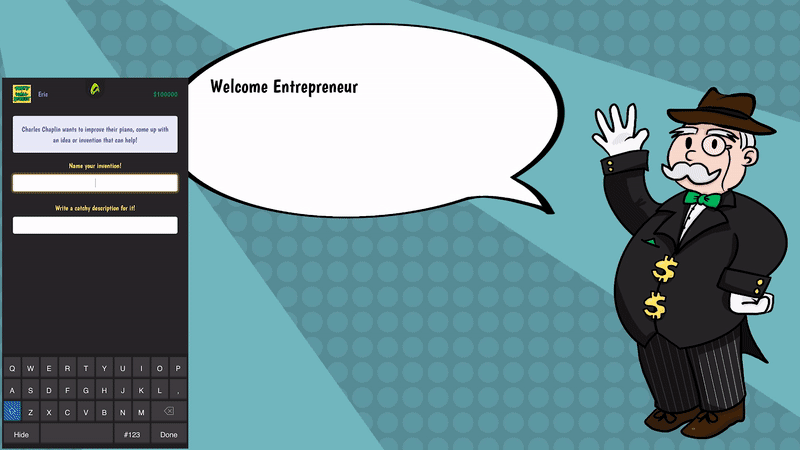 Welcome Entrepreneur
Eric
$100000
Charles Chaplin wants to improve their piano, come up with
an idea or invention that can help!
Name your invention!
Write a catchy description for it!
Q W E R T Y U I O P
A S D F G H J K L ,
Z X C V B N M
Hide #123 Done